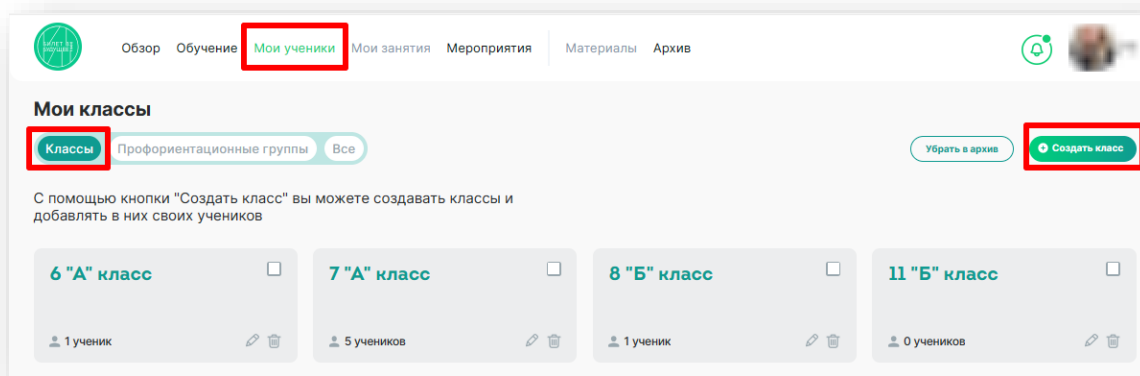 БИЛЕТ В БУДУЩЕЕ
Обзор Обучение Мои ученики Мои занятия Мероприятия Материалы Архив
Мои классы
Классы Профориентационные группы Все Убрать в архив Создать класс
С помощью кнопки "Создать класс" вы можете создавать классы и
добавлять в них своих учеников
6 "А" класс 7 "А" класс 8 "Б" класс 11 "Б" класс
1 ученик 5 учеников 1 ученик 0 учеников